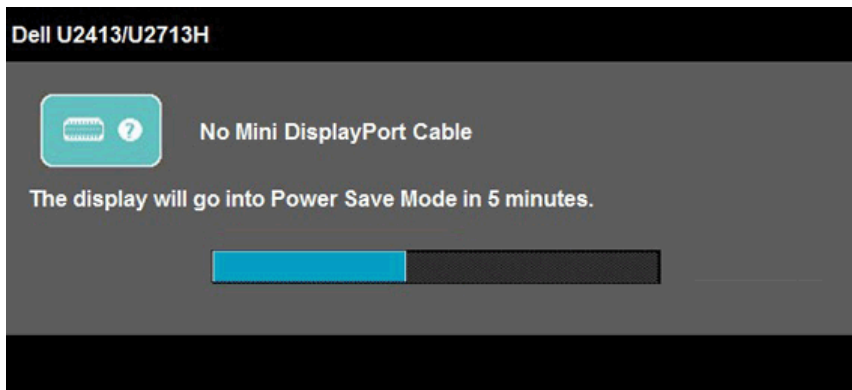 Dell U2413/U2713H
?
No Mini DisplayPort Cable
The display will go into Power Save Mode in 5 minutes.